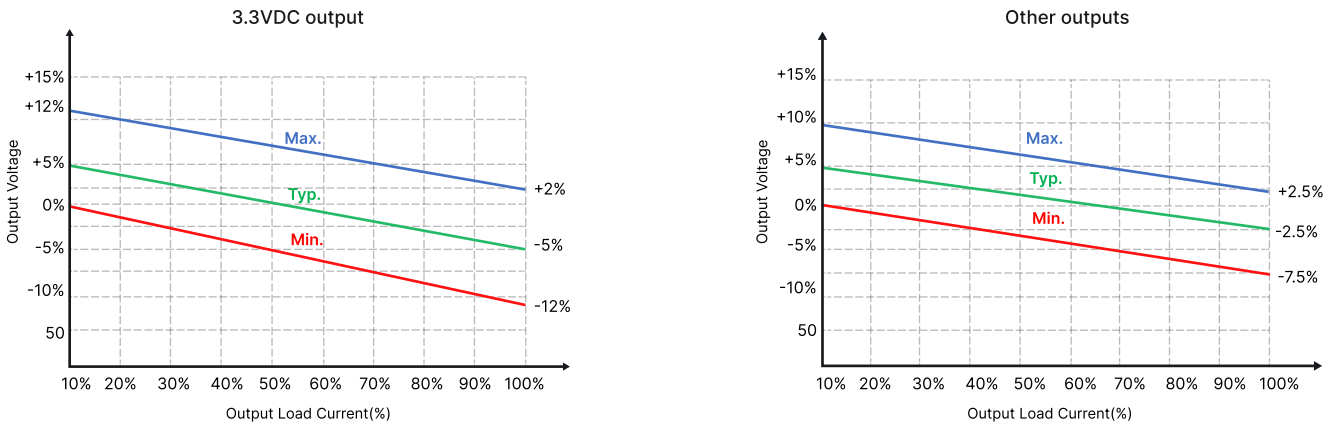 3.3VDC output
+15%
+12%
Max.
+5%
Typ.
+2%
0%
Min.
-5%
-5%
-10%
-12%
50
Output Voltage
10% 20% 30% 40% 50% 60% 70% 80% 90% 100%
Output Load Current(%)
Other outputs
+15%
+10%
Max.
+5%
Typ.
+2.5%
0%
Min.
-2.5%
-5%
-7.5%
-10%
50
Output Voltage
10% 20% 30% 40% 50% 60% 70% 80% 90% 100%
Output Load Current(%)